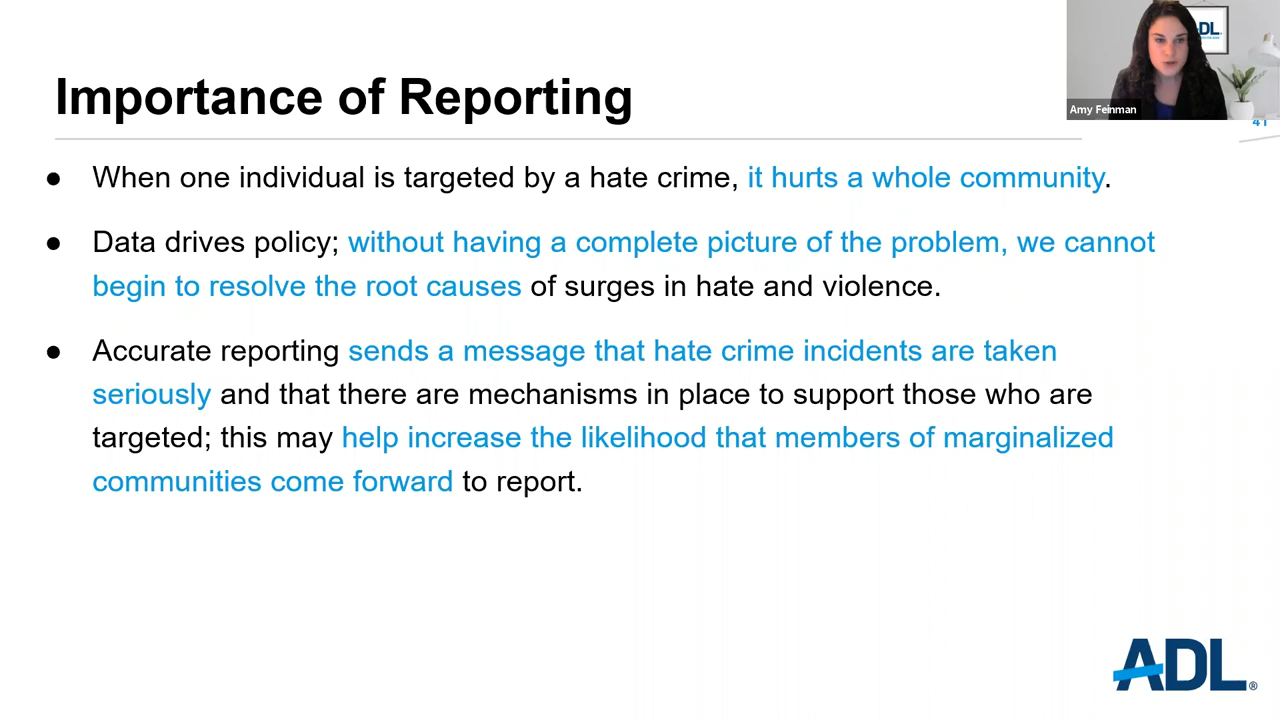 Importance of Reporting
ADL
Amy Feinman
41
● When one individual is targeted by a hate crime, it hurts a whole community.
● Data drives policy; without having a complete picture of the problem, we cannot
begin to resolve the root causes of surges in hate and violence.
● Accurate reporting sends a message that hate crime incidents are taken
seriously and that there are mechanisms in place to support those who are
targeted; this may help increase the likelihood that members of marginalized
communities come forward to report.
ADL®